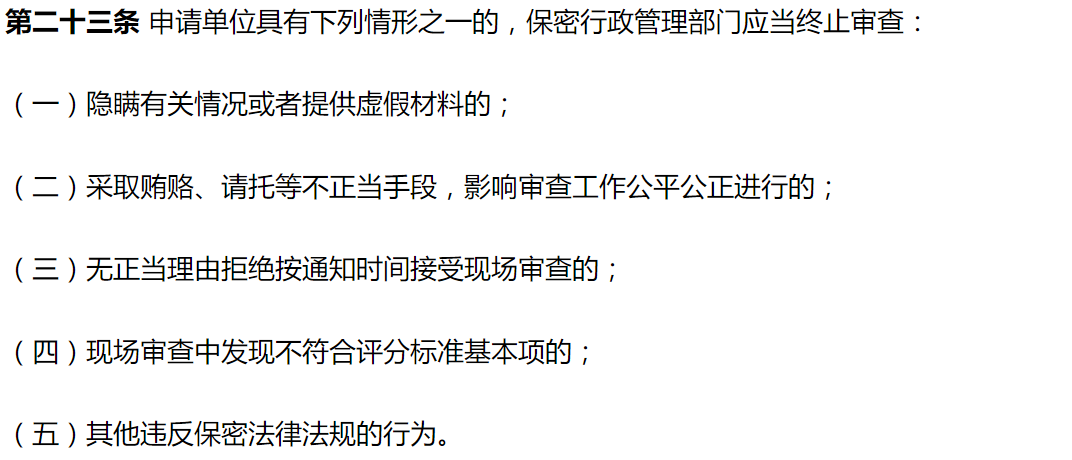 第二十三条 申请单位具有下列情形之一的，保密行政管理部门应当终止审查：
（一）隐瞒有关情况或者提供虚假材料的；
（二）采取贿赂、请托等不正当手段，影响审查工作公平公正进行的；
（三）无正当理由拒绝按通知时间接受现场审查的；
（四）现场审查中发现不符合评分标准基本项的；
（五）其他违反保密法律法规的行为。